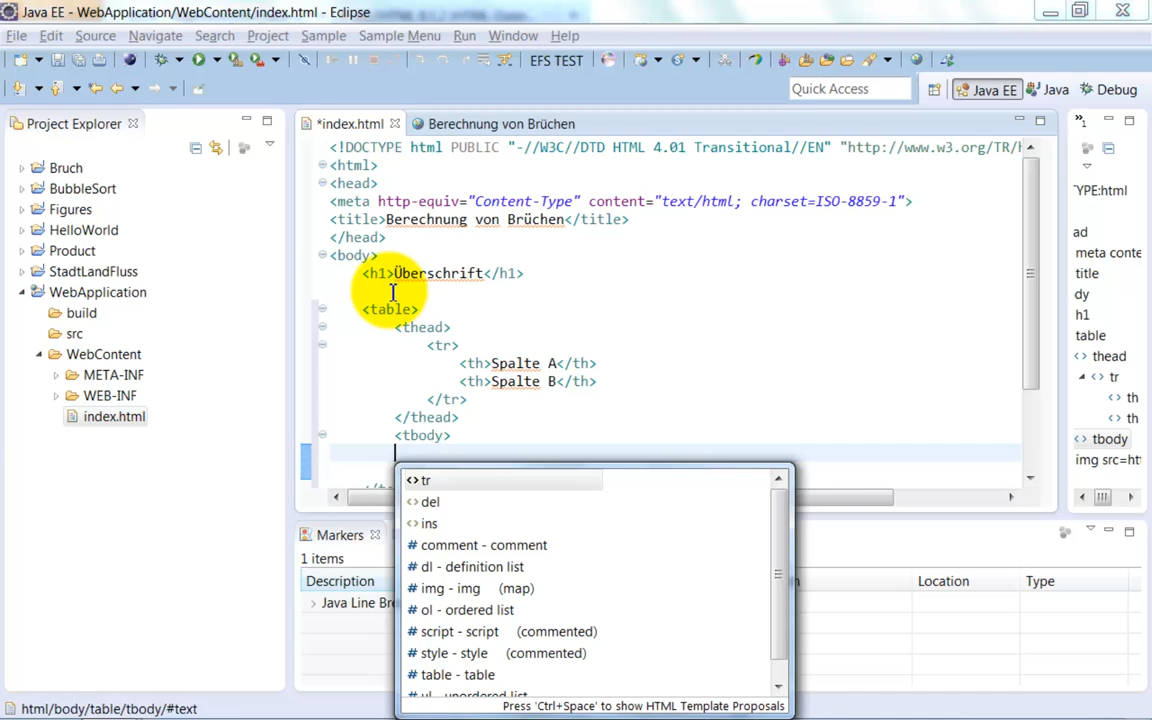 Java EE - WebApplication/WebContent/index.html - Eclipse
File Edit Source Navigate Search Project Sample Sample Menu Run Window Help
EFS TEST
Quick Access
Java EE
Java
Debug
Project Explorer
Bruch
BubbleSort
Figures
HelloWorld
Product
StadtLandFluss
WebApplication
build
src
WebContent
META-INF
WEB-INF
index.html
*index.html
Berechnung von Brüchen
<!DOCTYPE html PUBLIC "-//W3C//DTD HTML 4.01 Transitional//EN" "http://www.w3.org/TR/
<html>
<head>
<meta http-equiv="Content-Type" content="text/html; charset=ISO-8859-1">
<title>Berechnung von Brüchen</title>
</head>
<body>
<h1>Überschrift</h1>
<table>
<thead>
<tr>
<th>Spalte A</th>
<th>Spalte B</th>
</tr>
</thead>
<tbody>
tr
del
ins
comment - comment
dl - definition list
img - img (map)
ol - ordered list
script - script (commented)
style - style (commented)
table - table
ul - unordered list
Press 'Ctrl+Space' to show HTML Template Proposals
»1
YPE:html
ad
meta conte
title
dy
h1
table
thead
tr
th
th
tbody
img src=ht
Markers
1 items
Description Location Type
Java Line Br
html/body/table/tbody/#text